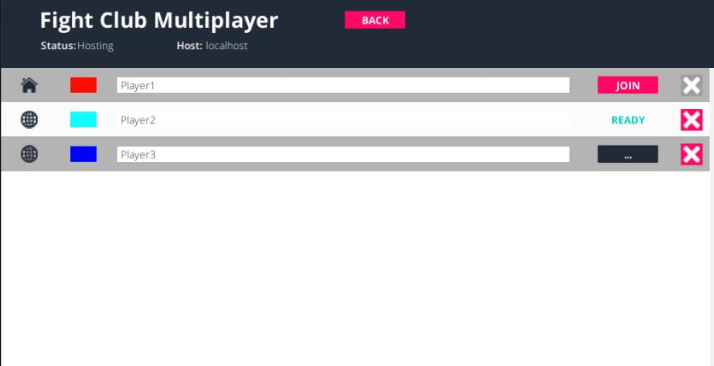 Fight Club Multiplayer BACK
Status: Hosting Host: localhost
Player1 JOIN
Player2 READY
Player3 ...